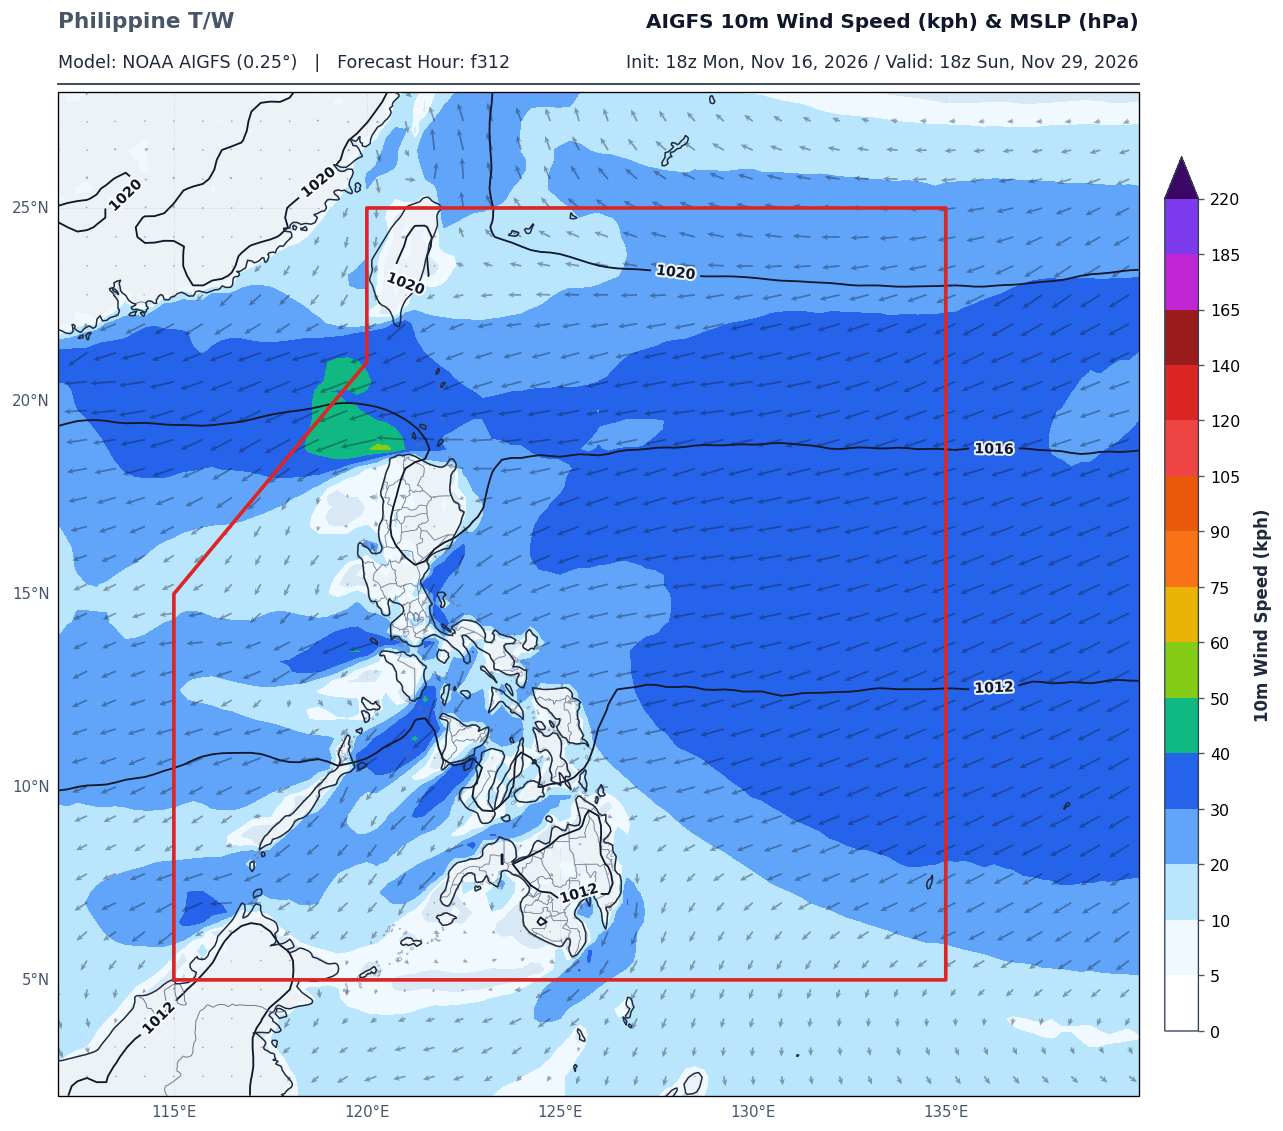 Philippine T/W
AIGFS 10m Wind Speed (kph) & MSLP (hPa)
Model: NOAA AIGFS (0.25°) | Forecast Hour: f312
Init: 18z Mon, Nov 16, 2026 / Valid: 18z Sun, Nov 29, 2026
1020
1020
1020
1020
1016
1012
1012
1012
25°N
20°N
15°N
10°N
5°N
115°E
120°E
125°E
130°E
135°E
220
185
165
140
120
105
90
75
60
50
40
30
20
10
5
0
10m Wind Speed (kph)